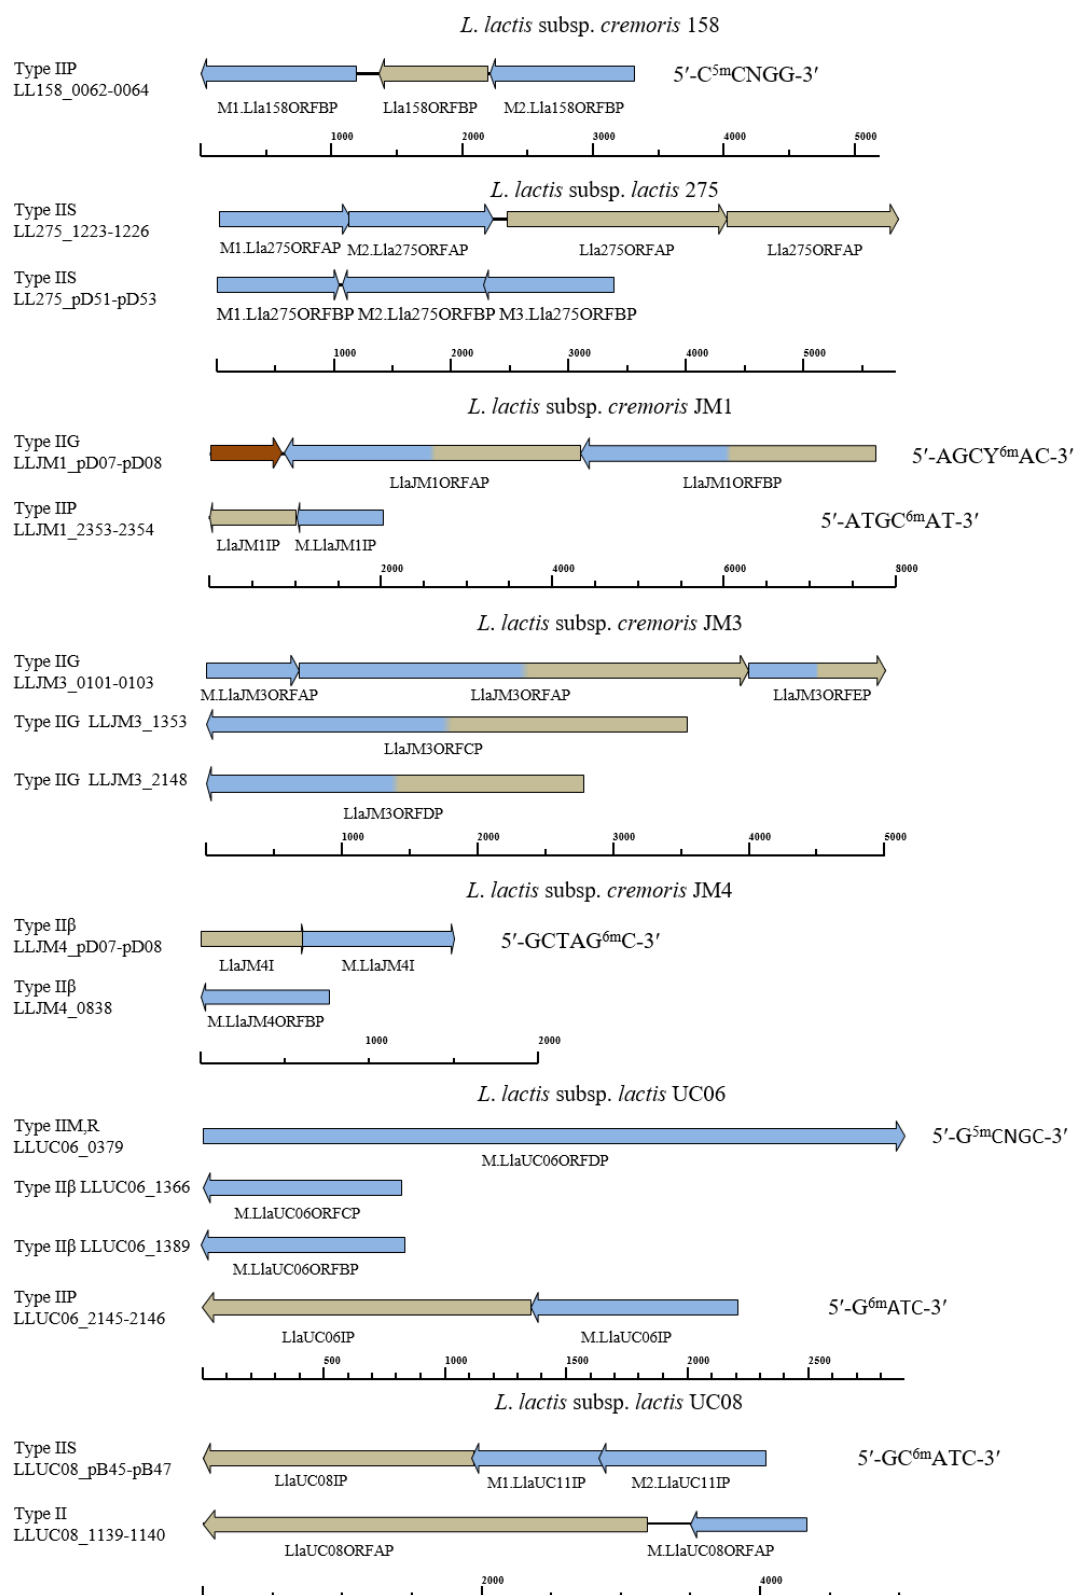 L. lactis subsp. cremoris 158
Type IIP
LL158_0062-0064
5′-C5mCNGG-3′
M1.Lla158ORFBP Lla158ORFBP M2.Lla158ORFBP
1000 2000 3000 4000 5000
L. lactis subsp. lactis 275
Type IIS
LL275_1223-1226
M1.Lla275ORFAP M2.Lla275ORFAP Lla275ORFAP Lla275ORFAP
Type IIS
LL275_pD51-pD53
M1.Lla275ORFBP M2.Lla275ORFBP M3.Lla275ORFBP
1000 2000 3000 4000 5000
L. lactis subsp. cremoris JM1
Type IIG
LLJM1_pD07-pD08
5′-AGCY6mAC-3′
LlaJM1ORFAP LlaJM1ORFBP
Type IIP
LLJM1_2353-2354
5′-ATGC6mAT-3′
LlaJM1IP M.LlaJM1IP
2000 4000 6000 8000
L. lactis subsp. cremoris JM3
Type IIG
LLJM3_0101-0103
M.LlaJM3ORFAP LlaJM3ORFAP LlaJM3ORFEP
Type IIG LLJM3_1353
LlaJM3ORFCP
Type IIG LLJM3_2148
LlaJM3ORFDP
1000 2000 3000 4000 5000
L. lactis subsp. cremoris JM4
Type IIβ
LLJM4_pD07-pD08
5′-GCTAG6mC-3′
LlaJM4I M.LlaJM4I
Type IIβ
LLJM4_0838
M.LlaJM4ORFBP
1000 2000
L. lactis subsp. lactis UC06
Type IIM,R
LLUC06_0379
5′-G5mCNGC-3′
M.LlaUC06ORFDP
Type IIβ LLUC06_1366
M.LlaUC06ORFCP
Type IIβ LLUC06_1389
M.LlaUC06ORFBP
Type IIP
LLUC06_2145-2146
5′-G6mATC-3′
LlaUC06IP M.LlaUC06IP
500 1000 1500 2000 2500
L. lactis subsp. lactis UC08
Type IIS
LLUC08_pB45-pB47
5′-GC6mATC-3′
LlaUC08IP M1.LlaUC11IP M2.LlaUC11IP
Type II
LLUC08_1139-1140
LlaUC08ORFAP M.LlaUC08ORFAP
2000 4000